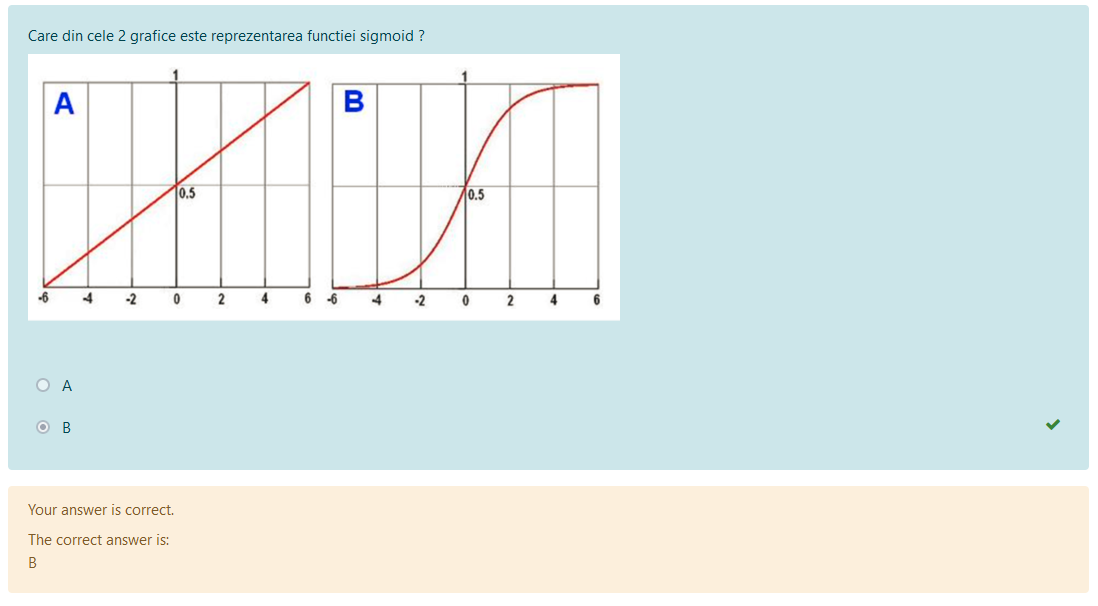 Care din cele 2 grafice este reprezentarea functiei sigmoid ?
A
1
0.5
-6 -4 -2 0 2 4 6
B
1
0.5
-6 -4 -2 0 2 4 6
A
B
Your answer is correct.
The correct answer is:
B